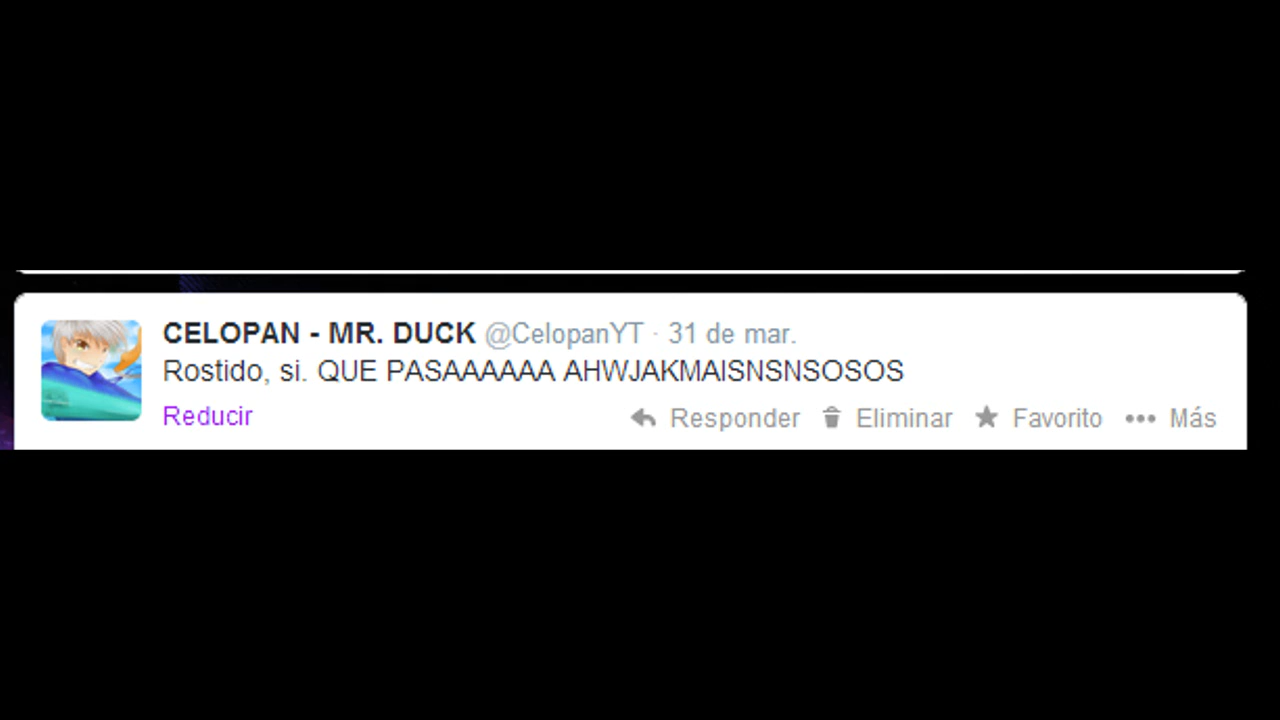 CELOPAN - MR. DUCK @CelopanYT · 31 de mar.
Rostido, si. QUE PASAAAAAA AHWJAKMAISNSNSOSOS
Reducir Responder Eliminar Favorito Más